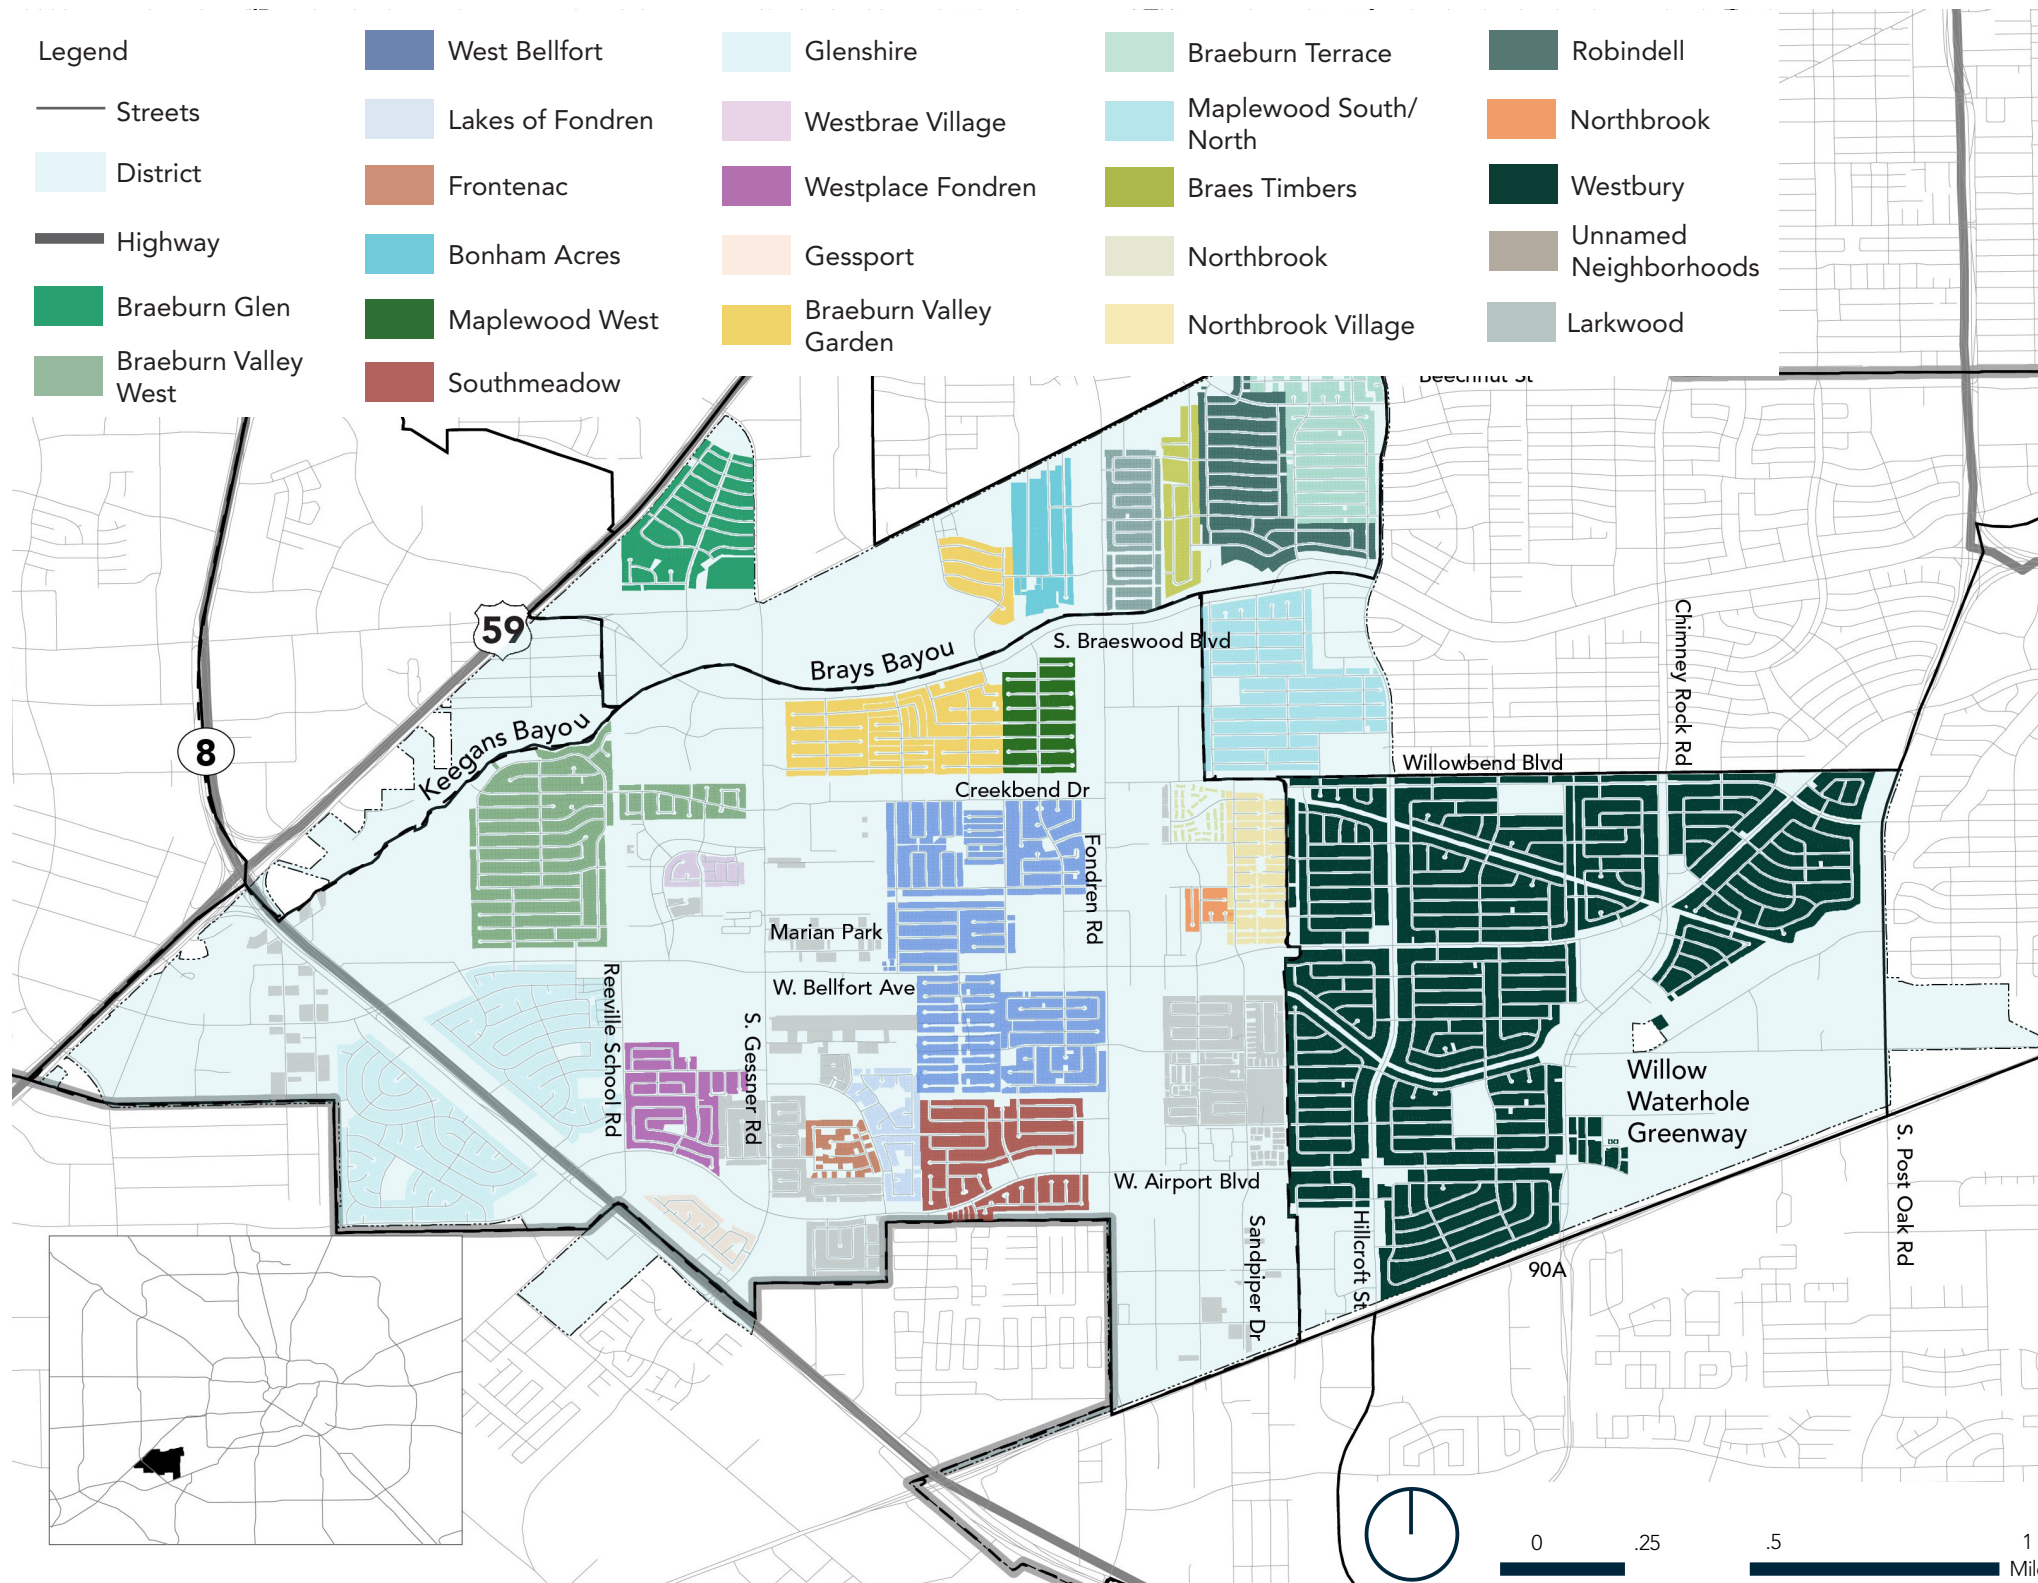 Legend
Streets
District
Highway
Braeburn Glen
Braeburn Valley
West
West Bellfort
Lakes of Fondren
Frontenac
Bonham Acres
Maplewood West
Southmeadow
Glenshire
Westbrae Village
Westplace Fondren
Gessport
Braeburn Valley
Garden
Braeburn Terrace
Maplewood South/
North
Braes Timbers
Northbrook
Northbrook Village
Robindell
Northbrook
Westbury
Unnamed
Neighborhoods
Larkwood
Beechnut St
59
8
S. Braeswood Blvd
Brays Bayou
Keegans Bayou
Chimney Rock Rd
Willowbend Blvd
Creekbend Dr
Fondren Rd
Marian Park
W. Bellfort Ave
Reeville School Rd
S. Gessner Rd
Willow
Waterhole
Greenway
W. Airport Blvd
S. Post Oak Rd
Sandpiper Dr
Hillcroft St
90A
0 .25 .5 1